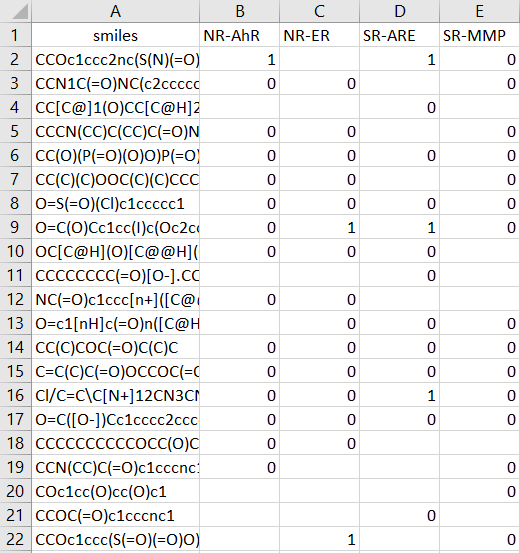 A B C D E
1 smiles NR-AhR NR-ER SR-ARE SR-MMP
2 CCOc1ccc2nc(S(N)(=O) 1 1 0
3 CCN1C(=O)NC(c2ccccc 0 0 0
4 CC[C@]1(O)CC[C@H]2 0
5 CCCN(CC)C(CC)C(=O)N 0 0 0
6 CC(O)(P(=O)(O)O)P(=O) 0 0 0 0
7 CC(C)(C)OOC(C)(C)CCC 0 0 0
8 O=S(=O)(Cl)c1ccccc1 0 0 0 0
9 O=C(O)Cc1cc(I)c(Oc2cc 0 1 1 0
10 OC[C@H](O)[C@@H]( 0 0 0
11 CCCCCCCC(=O)[O-].CC 0
12 NC(=O)c1ccc[n+]([C@ 0 0
13 O=c1[nH]c(=O)n([C@H 0 0 0
14 CC(C)COC(=O)C(C)C 0 0 0 0
15 C=C(C)C(=O)OCCOC(=C 0 0 0 0
16 Cl/C=C\C[N+]12CN3CN 0 0 1 0
17 O=C([O-])Cc1cccc2ccc 0 0 0 0
18 CCCCCCCCCCOCC(O)C 0 0
19 CCN(CC)C(=O)c1cccnc1 0 0
20 COc1cc(O)cc(O)c1 0
21 CCOC(=O)c1cccnc1 0
22 CCOc1ccc(S(=O)(=O)O) 1 0